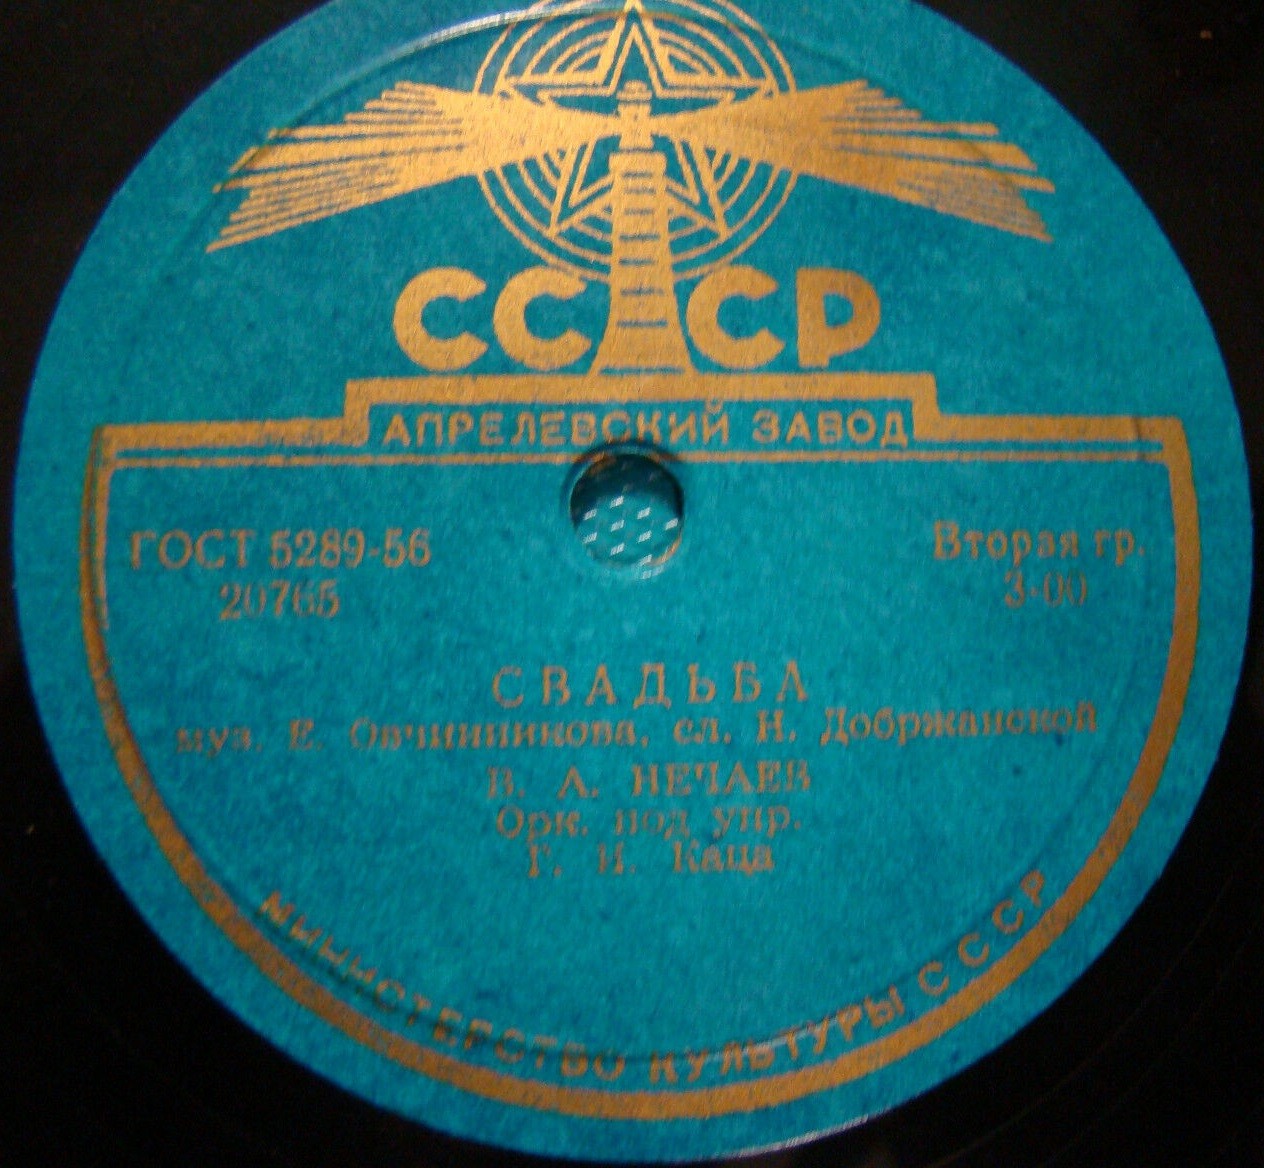 СССР
АПРЕЛЕВСКИЙ ЗАВОД
ГОСТ 5289-56
20765
Вторая гр.
3-00
СВАДЬБА
муз. Е. Овчинникова, сл. Н. Добржанской
В. А. НЕЧАЕВ
Орк. под упр.
Г. И. Каца
МИНИСТЕРСТВО КУЛЬТУРЫ СССР